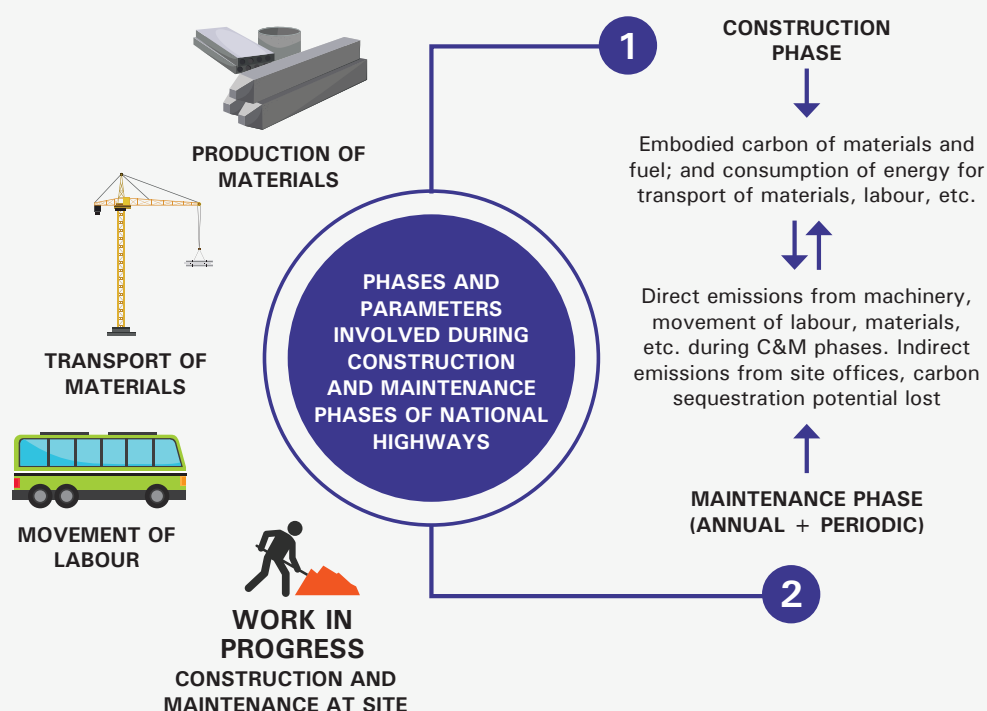 PRODUCTION OF
MATERIALS
TRANSPORT OF
MATERIALS
MOVEMENT OF
LABOUR
WORK IN
PROGRESS
CONSTRUCTION AND
MAINTENANCE AT SITE
PHASES AND
PARAMETERS
INVOLVED DURING
CONSTRUCTION
AND MAINTENANCE
PHASES OF NATIONAL
HIGHWAYS
1
CONSTRUCTION
PHASE
Embodied carbon of materials and
fuel; and consumption of energy for
transport of materials, labour, etc.
Direct emissions from machinery,
movement of labour, materials,
etc. during C&M phases. Indirect
emissions from site offices, carbon
sequestration potential lost
MAINTENANCE PHASE
(ANNUAL + PERIODIC)
2